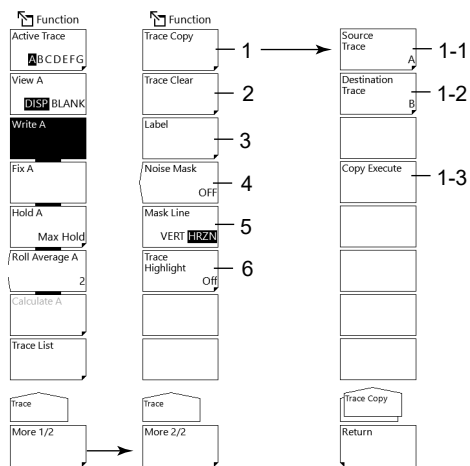 Function
Active Trace
ABCDEFG
View A
DISP BLANK
Write A
Fix A
Hold A
Max Hold
Roll Average A
2
Calculate A
Trace List
Trace
More 1/2
Function
Trace Copy
1
Trace Clear
2
Label
3
Noise Mask
OFF
4
Mask Line
VERT HRZN
5
Trace
Highlight
Off
6
Trace
More 2/2
Source
Trace
A
1-1
Destination
Trace
B
1-2
Copy Execute
1-3
Trace Copy
Return